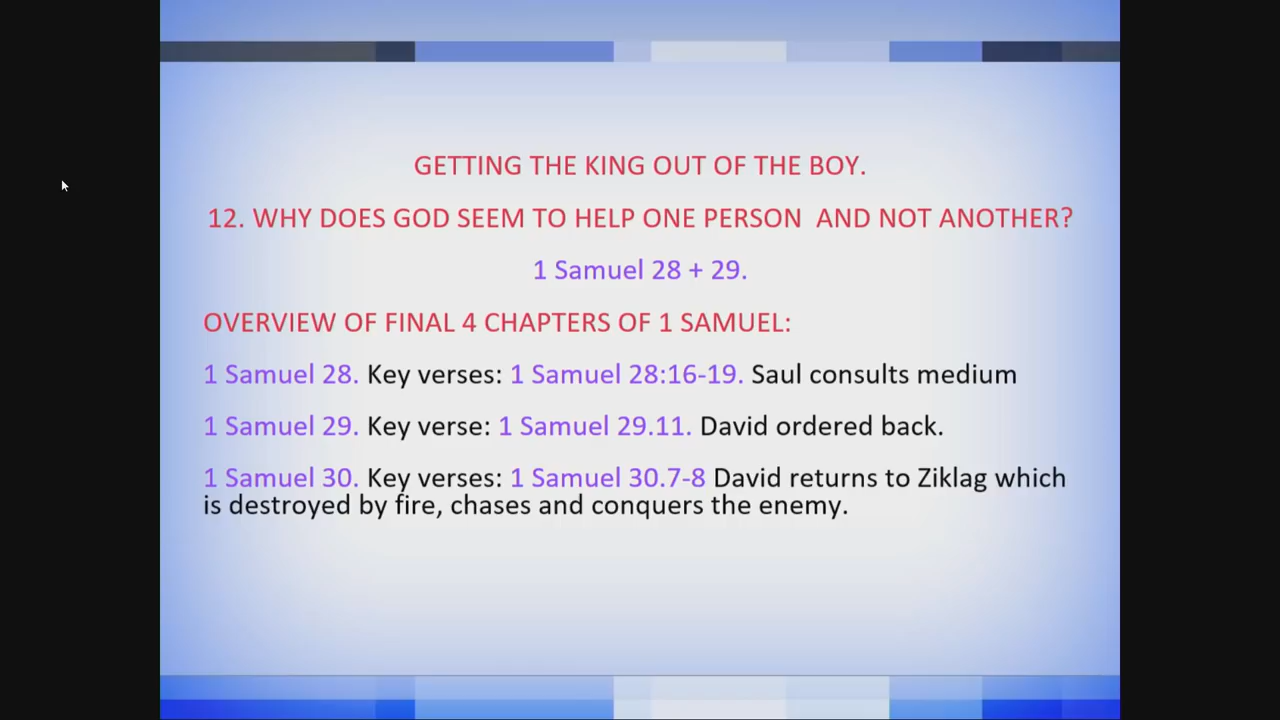 GETTING THE KING OUT OF THE BOY.
12. WHY DOES GOD SEEM TO HELP ONE PERSON  AND NOT ANOTHER?
1 Samuel 28 + 29.
OVERVIEW OF FINAL 4 CHAPTERS OF 1 SAMUEL:
1 Samuel 28. Key verses: 1 Samuel 28:16-19. Saul consults medium
1 Samuel 29. Key verse: 1 Samuel 29.11. David ordered back.
1 Samuel 30. Key verses: 1 Samuel 30.7-8 David returns to Ziklag which
is destroyed by fire, chases and conquers the enemy.